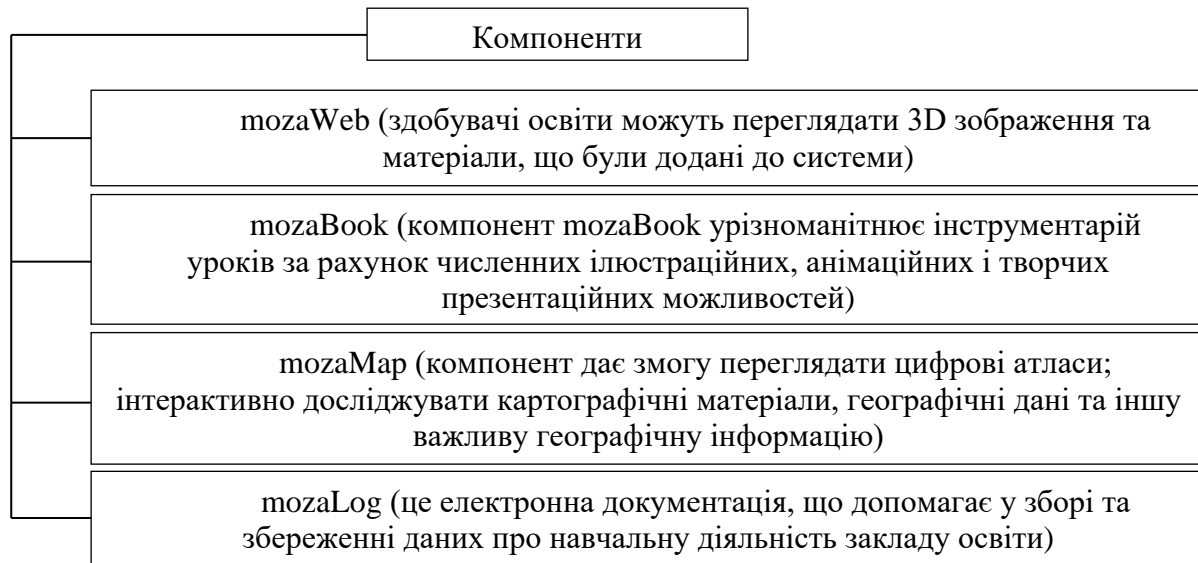 Компоненти
mozaWeb (здобувачі освіти можуть переглядати 3D зображення та
матеріали, що були додані до системи)
mozaBook (компонент mozaBook урізноманітнює інструментарій
уроків за рахунок численних ілюстраційних, анімаційних і творчих
презентаційних можливостей)
mozaMap (компонент дає змогу переглядати цифрові атласи;
інтерактивно досліджувати картографічні матеріали, географічні дані та іншу
важливу географічну інформацію)
mozaLog (це електронна документація, що допомагає у зборі та
збереженні даних про навчальну діяльність закладу освіти)